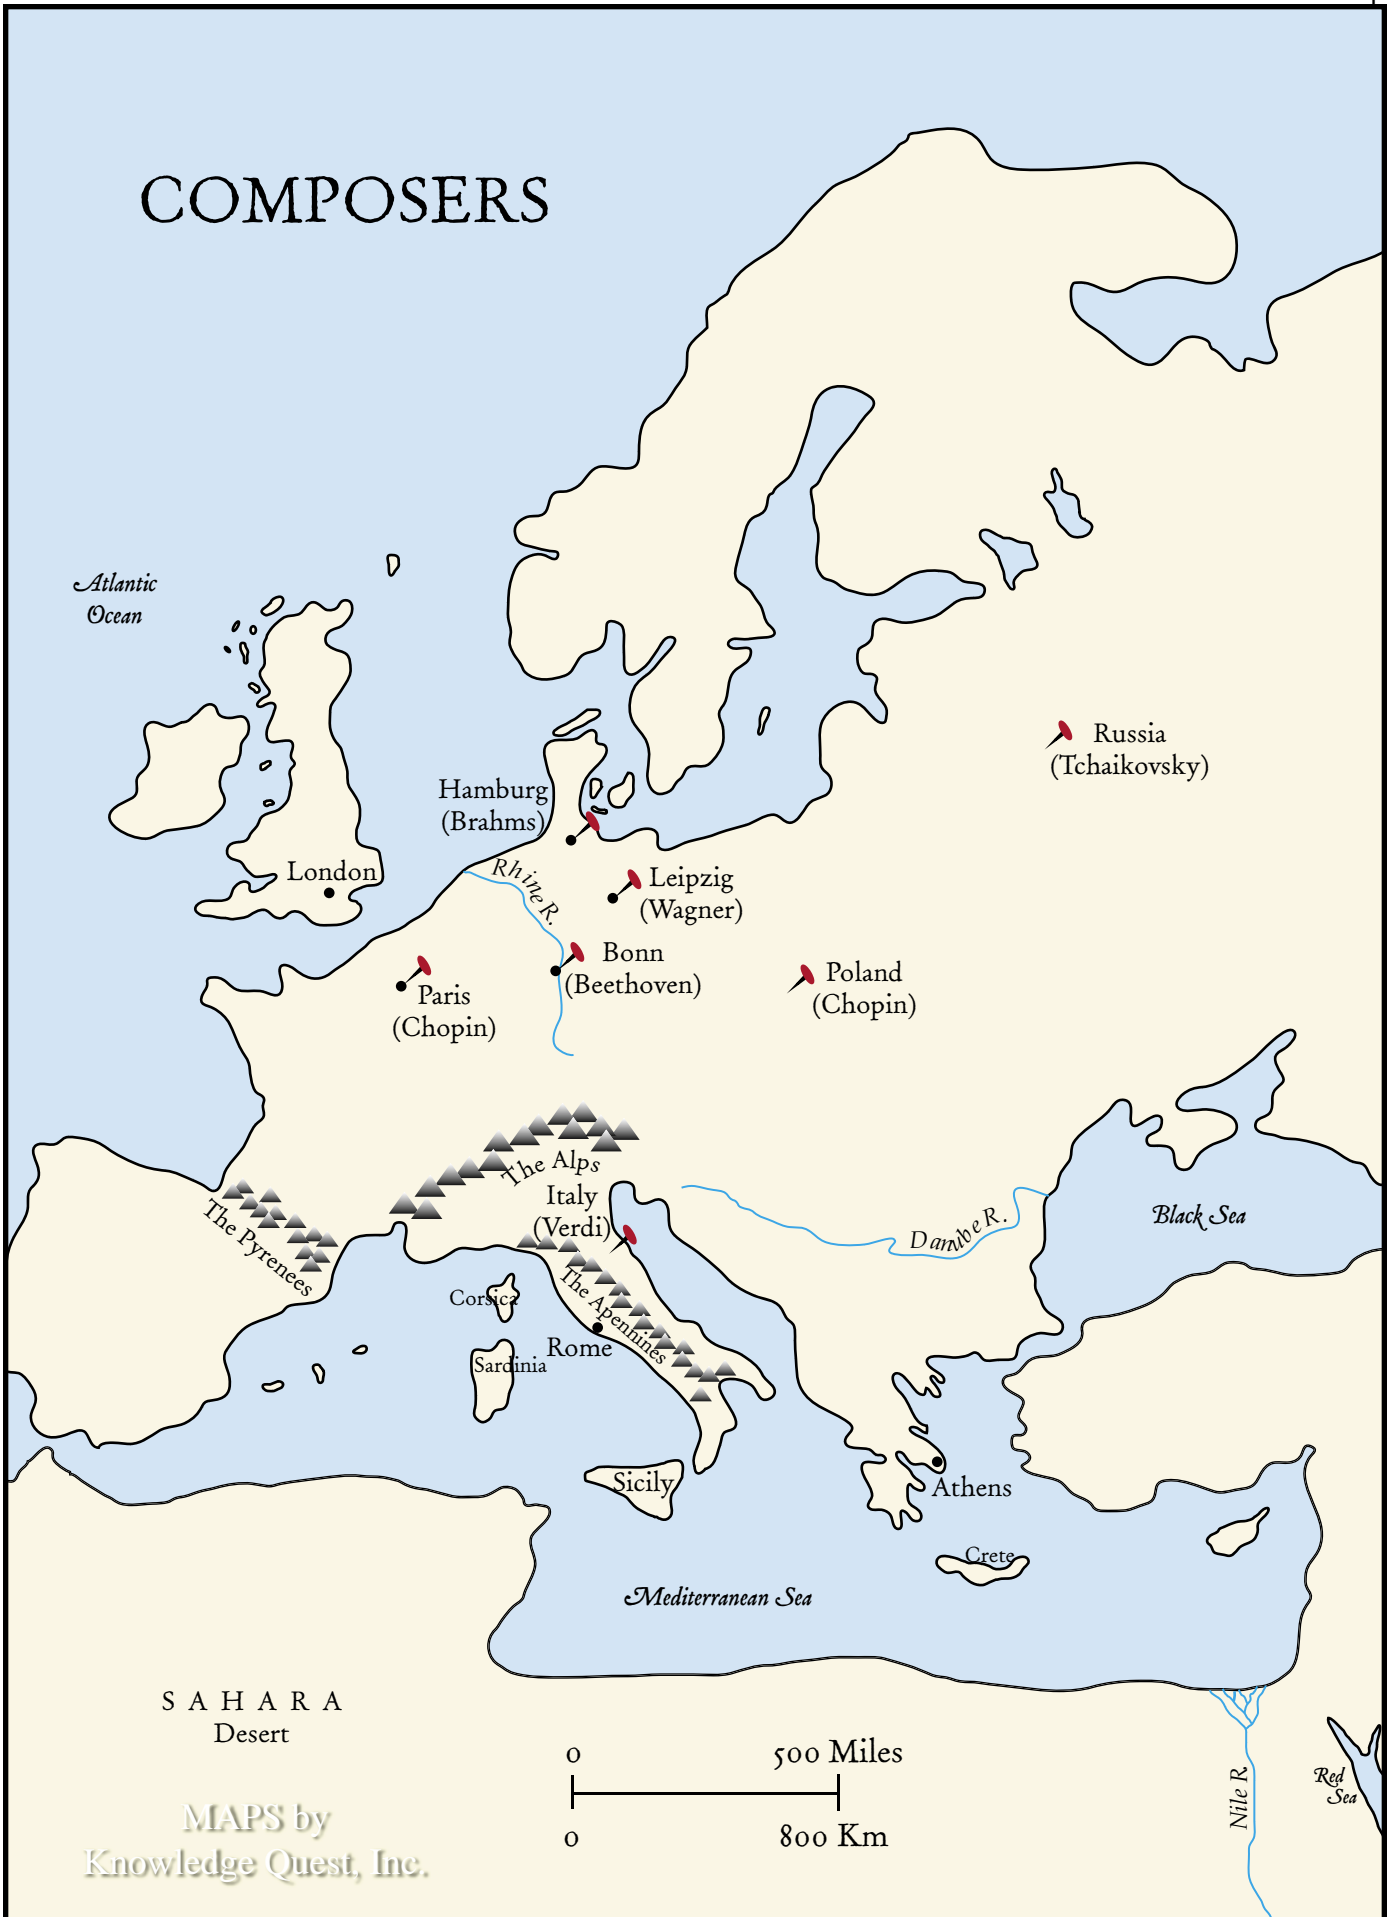 COMPOSERS
Atlantic
Ocean
Russia
(Tchaikovsky)
Hamburg
(Brahms)
London
Rhine R.
Leipzig
(Wagner)
Bonn
(Beethoven)
Paris
(Chopin)
Poland
(Chopin)
The Alps
Italy
(Verdi)
The Pyrenees
Danube R.
Black Sea
Corsica
The Apennines
Rome
Sardinia
Sicily
Athens
Crete
Mediterranean Sea
SAHARA
Desert
0 500 Miles
0 800 Km
Nile R
Red
Sea
MAPS by
Knowledge Quest, Inc.